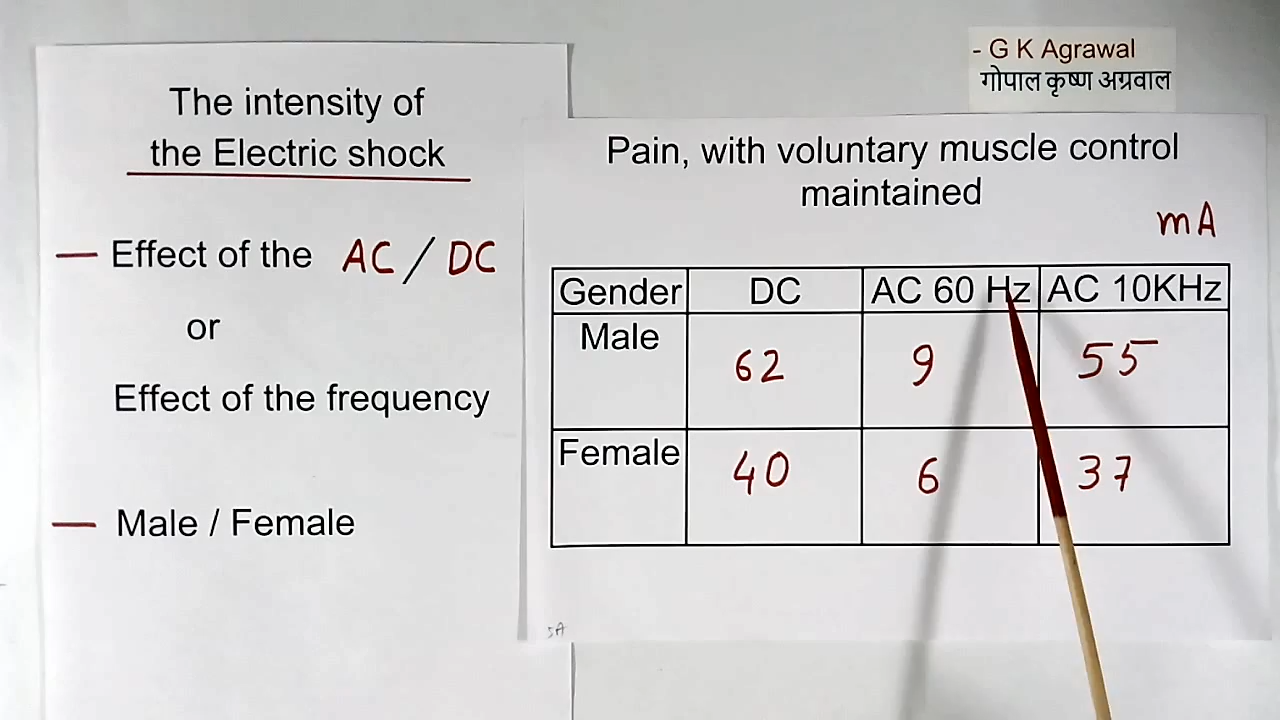 - G K Agrawal
गोपाल कृष्ण अग्रवाल
The intensity of
the Electric shock
— Effect of the AC / DC
or
Effect of the frequency
— Male / Female
Pain, with voluntary muscle control
maintained
mA
Gender DC AC 60 Hz AC 10KHz
Male 62 9 55
Female 40 6 37
5A